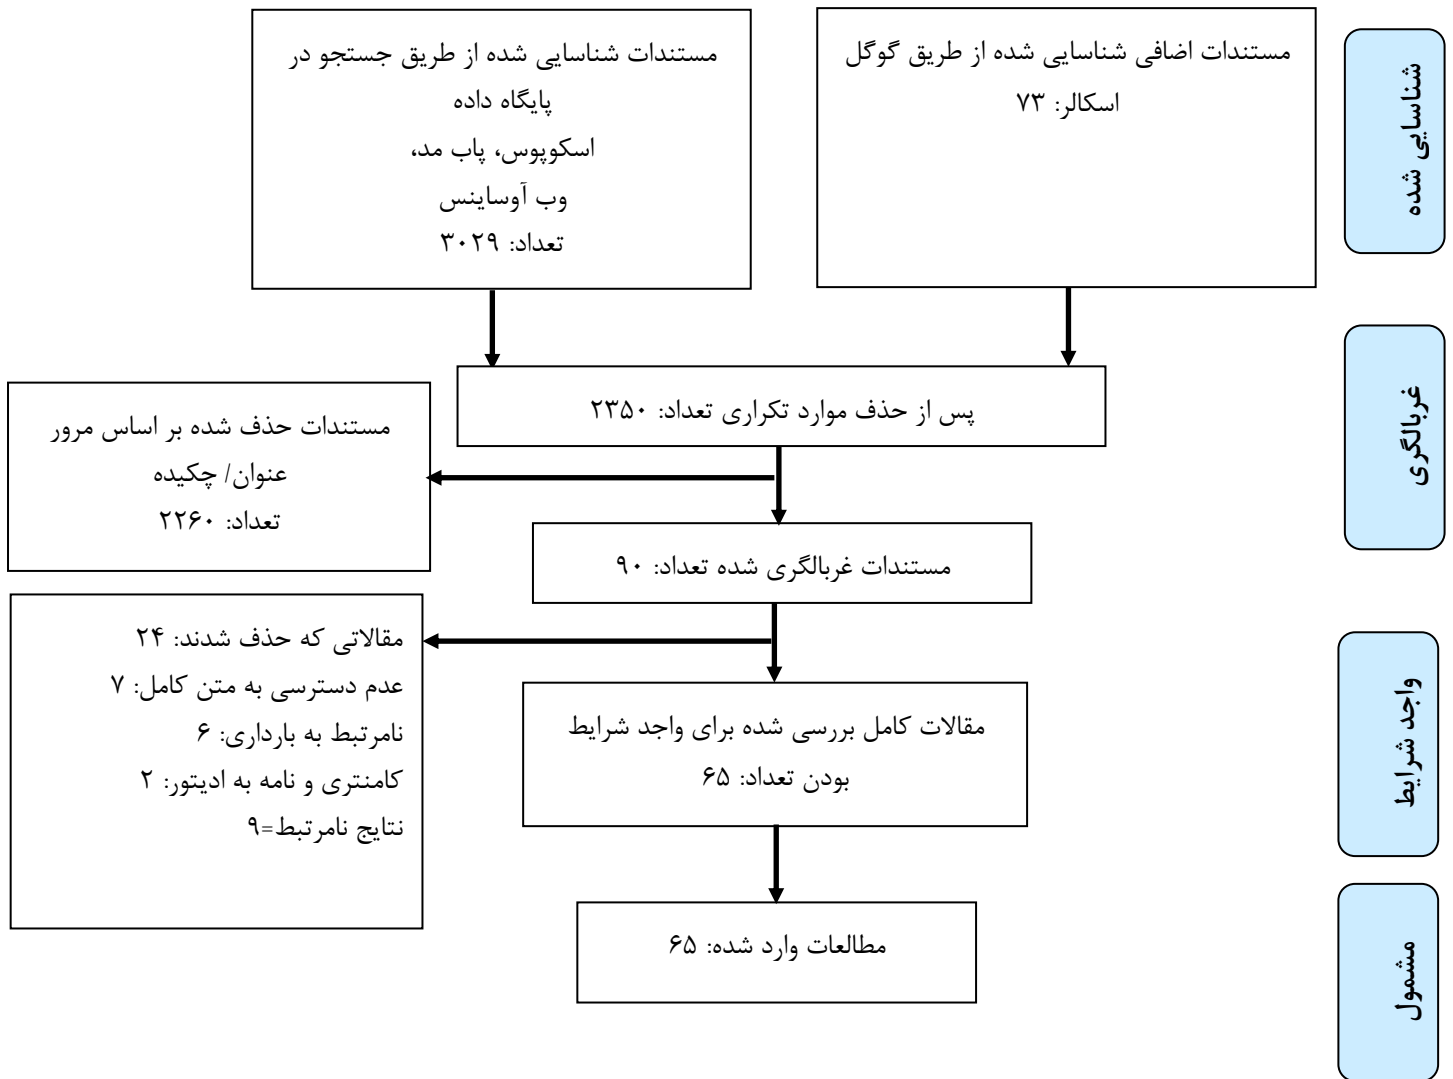 مستندات اضافی شناسایی شده از طریق گوگل
اسکالر: ۷۳
مستندات شناسایی شده از طریق جستجو در
پایگاه داده
اسکوپوس، پاب مد،
وب آوساینس
تعداد: ۳۰۲۹
شناسایی شده
پس از حذف موارد تکراری تعداد: ۲۳۵۰
مستندات حذف شده بر اساس مرور
عنوان/ چکیده
تعداد: ۲۲۶۰
غربالگری
مستندات غربالگری شده تعداد: ۹۰
مقالاتی که حذف شدند: ۲۴
عدم دسترسی به متن کامل: ۷
نامرتبط به بارداری: ۶
کامنتری و نامه به ادیتور: ۲
نتایج نامرتبط=۹
مقالات کامل بررسی شده برای واجد شرایط
بودن تعداد: ۶۵
واجد شرایط
مطالعات وارد شده: ۶۵
مشمول